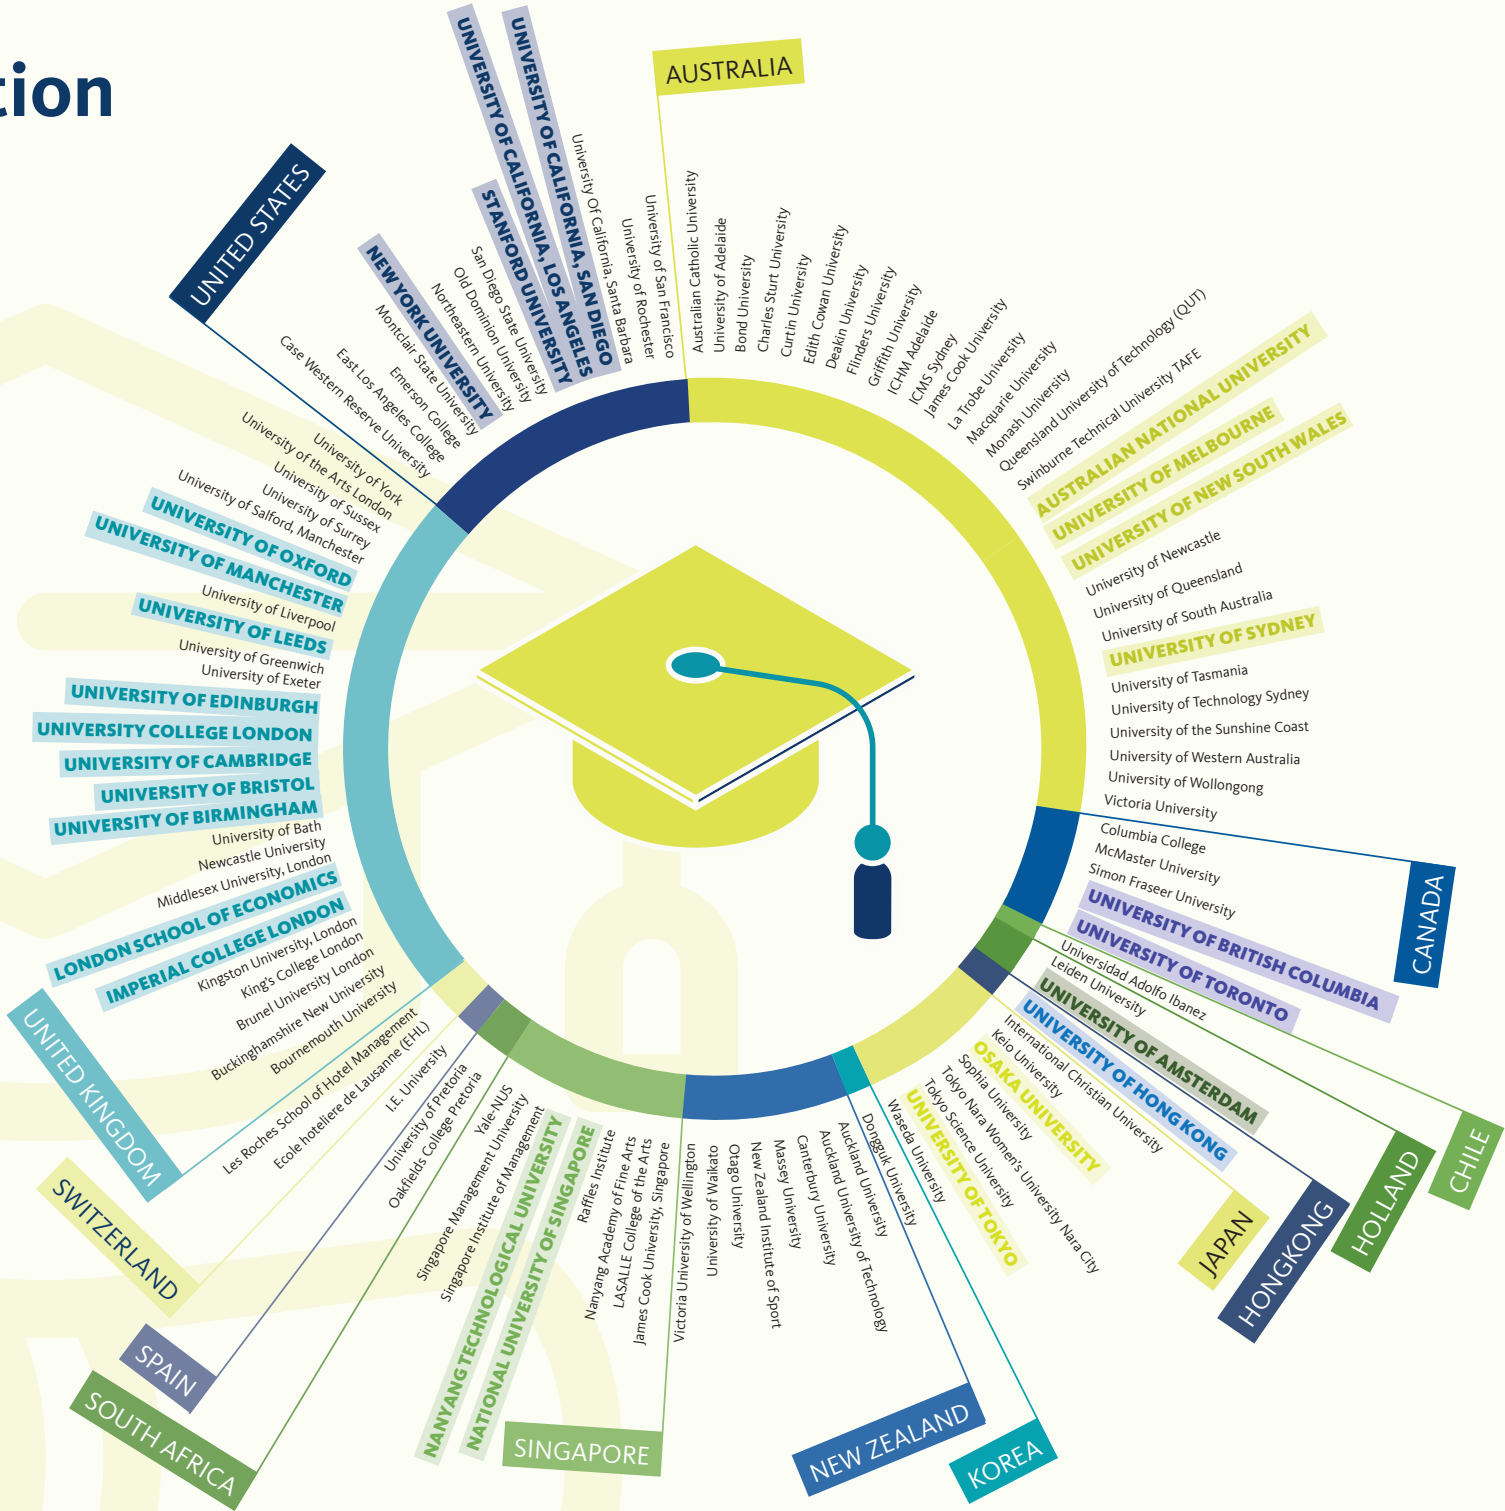 tion
AUSTRALIA
Australian Catholic University
University of Adelaide
Bond University
Charles Sturt University
Curtin University
Edith Cowan University
Deakin University
Flinders University
Griffith University
ICHM Adelaide
ICMS Sydney
James Cook University
La Trobe University
Macquarie University
Monash University
Queensland University of Technology (QUT)
Swinburne Technical University TAFE
AUSTRALIAN NATIONAL UNIVERSITY
UNIVERSITY OF MELBOURNE
UNIVERSITY OF NEW SOUTH WALES
University of Newcastle
University of Queensland
University of South Australia
UNIVERSITY OF SYDNEY
University of Tasmania
University of Technology Sydney
University of the Sunshine Coast
University of Western Australia
University of Wollongong
Victoria University
CANADA
Columbia College
McMaster University
Simon Fraseer University
UNIVERSITY OF BRITISH COLUMBIA
UNIVERSITY OF TORONTO
CHILE
Universidad Adolfo Ibanez
HOLLAND
Leiden University
UNIVERSITY OF AMSTERDAM
HONGKONG
UNIVERSITY OF HONG KONG
JAPAN
International Christian University
Keio University
OSAKA UNIVERSITY
Sophia University
Tokyo Nara Women's University Nara City
Tokyo Science University
UNIVERSITY OF TOKYO
Waseda University
KOREA
Dongguk University
NEW ZEALAND
Auckland University
Auckland University of Technology
Canterbury University
Massey University
New Zealand Institute of Sport
Otago University
University of Waikato
Victoria University of Wellington
SINGAPORE
James Cook University, Singapore
LASALLE College of the Arts
Nanyang Academy of Fine Arts
Raffles Institute
NATIONAL UNIVERSITY OF SINGAPORE
NANYANG TECHNOLOGICAL UNIVERSITY
Singapore Institute of Management
Singapore Management University
Yale-NUS
SOUTH AFRICA
Oakfields College Pretoria
University of Pretoria
SPAIN
I.E. University
SWITZERLAND
Ecole hoteliere de Lausanne (EHL)
Les Roches School of Hotel Management
UNITED KINGDOM
Bournemouth University
Buckinghamshire New University
Brunel University London
King's College London
Kingston University, London
IMPERIAL COLLEGE LONDON
LONDON SCHOOL OF ECONOMICS
Middlesex University, London
Newcastle University
University of Bath
UNIVERSITY OF BIRMINGHAM
UNIVERSITY OF BRISTOL
UNIVERSITY OF CAMBRIDGE
UNIVERSITY COLLEGE LONDON
UNIVERSITY OF EDINBURGH
University of Exeter
University of Greenwich
UNIVERSITY OF LEEDS
University of Liverpool
UNIVERSITY OF MANCHESTER
UNIVERSITY OF OXFORD
University of Salford, Manchester
University of Surrey
University of Sussex
University of the Arts London
University of York
UNITED STATES
Case Western Reserve University
East Los Angeles College
Emerson College
Montclair State University
NEW YORK UNIVERSITY
Northeastern University
Old Dominion University
San Diego State University
STANFORD UNIVERSITY
UNIVERSITY OF CALIFORNIA, LOS ANGELES
UNIVERSITY OF CALIFORNIA, SAN DIEGO
University Of California, Santa Barbara
University of Rochester
University of San Francisco